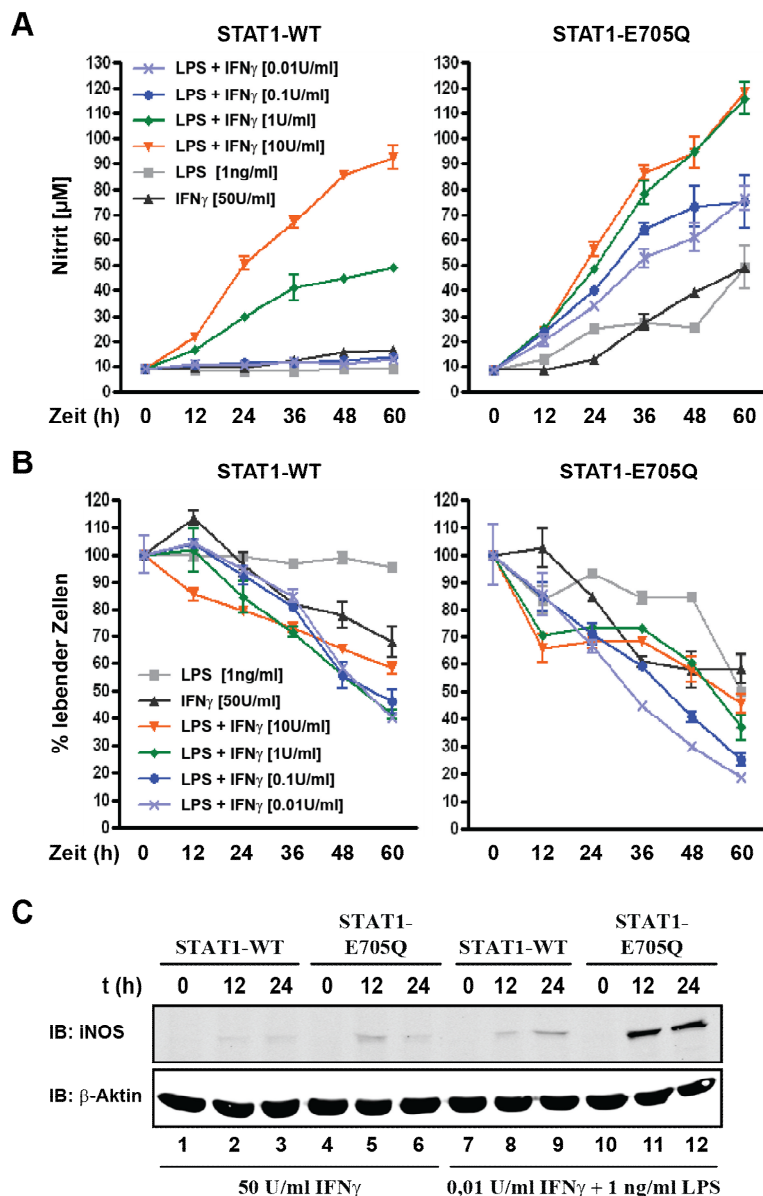 A
STAT1-WT
STAT1-E705Q
Nitrit [µM]
130
120
110
100
90
80
70
60
50
40
30
20
10
0
LPS + IFNγ [0.01U/ml]
LPS + IFNγ [0.1U/ml]
LPS + IFNγ [1U/ml]
LPS + IFNγ [10U/ml]
LPS [1ng/ml]
IFNγ [50U/ml]
130
120
110
100
90
80
70
60
50
40
30
20
10
0
Zeit (h) 0 12 24 36 48 60
0 12 24 36 48 60
B
STAT1-WT
STAT1-E705Q
% lebender Zellen
120
110
100
90
80
70
60
50
40
30
20
10
0
LPS [1ng/ml]
IFNγ [50U/ml]
LPS + IFNγ [10U/ml]
LPS + IFNγ [1U/ml]
LPS + IFNγ [0.1U/ml]
LPS + IFNγ [0.01U/ml]
120
110
100
90
80
70
60
50
40
30
20
10
0
Zeit (h) 0 12 24 36 48 60
0 12 24 36 48 60
C
STAT1-WT
STAT1-
E705Q
STAT1-WT
STAT1-
E705Q
t (h) 0 12 24 0 12 24 0 12 24 0 12 24
IB: iNOS
IB: β-Aktin
1 2 3 4 5 6 7 8 9 10 11 12
50 U/ml IFNγ
0,01 U/ml IFNγ + 1 ng/ml LPS